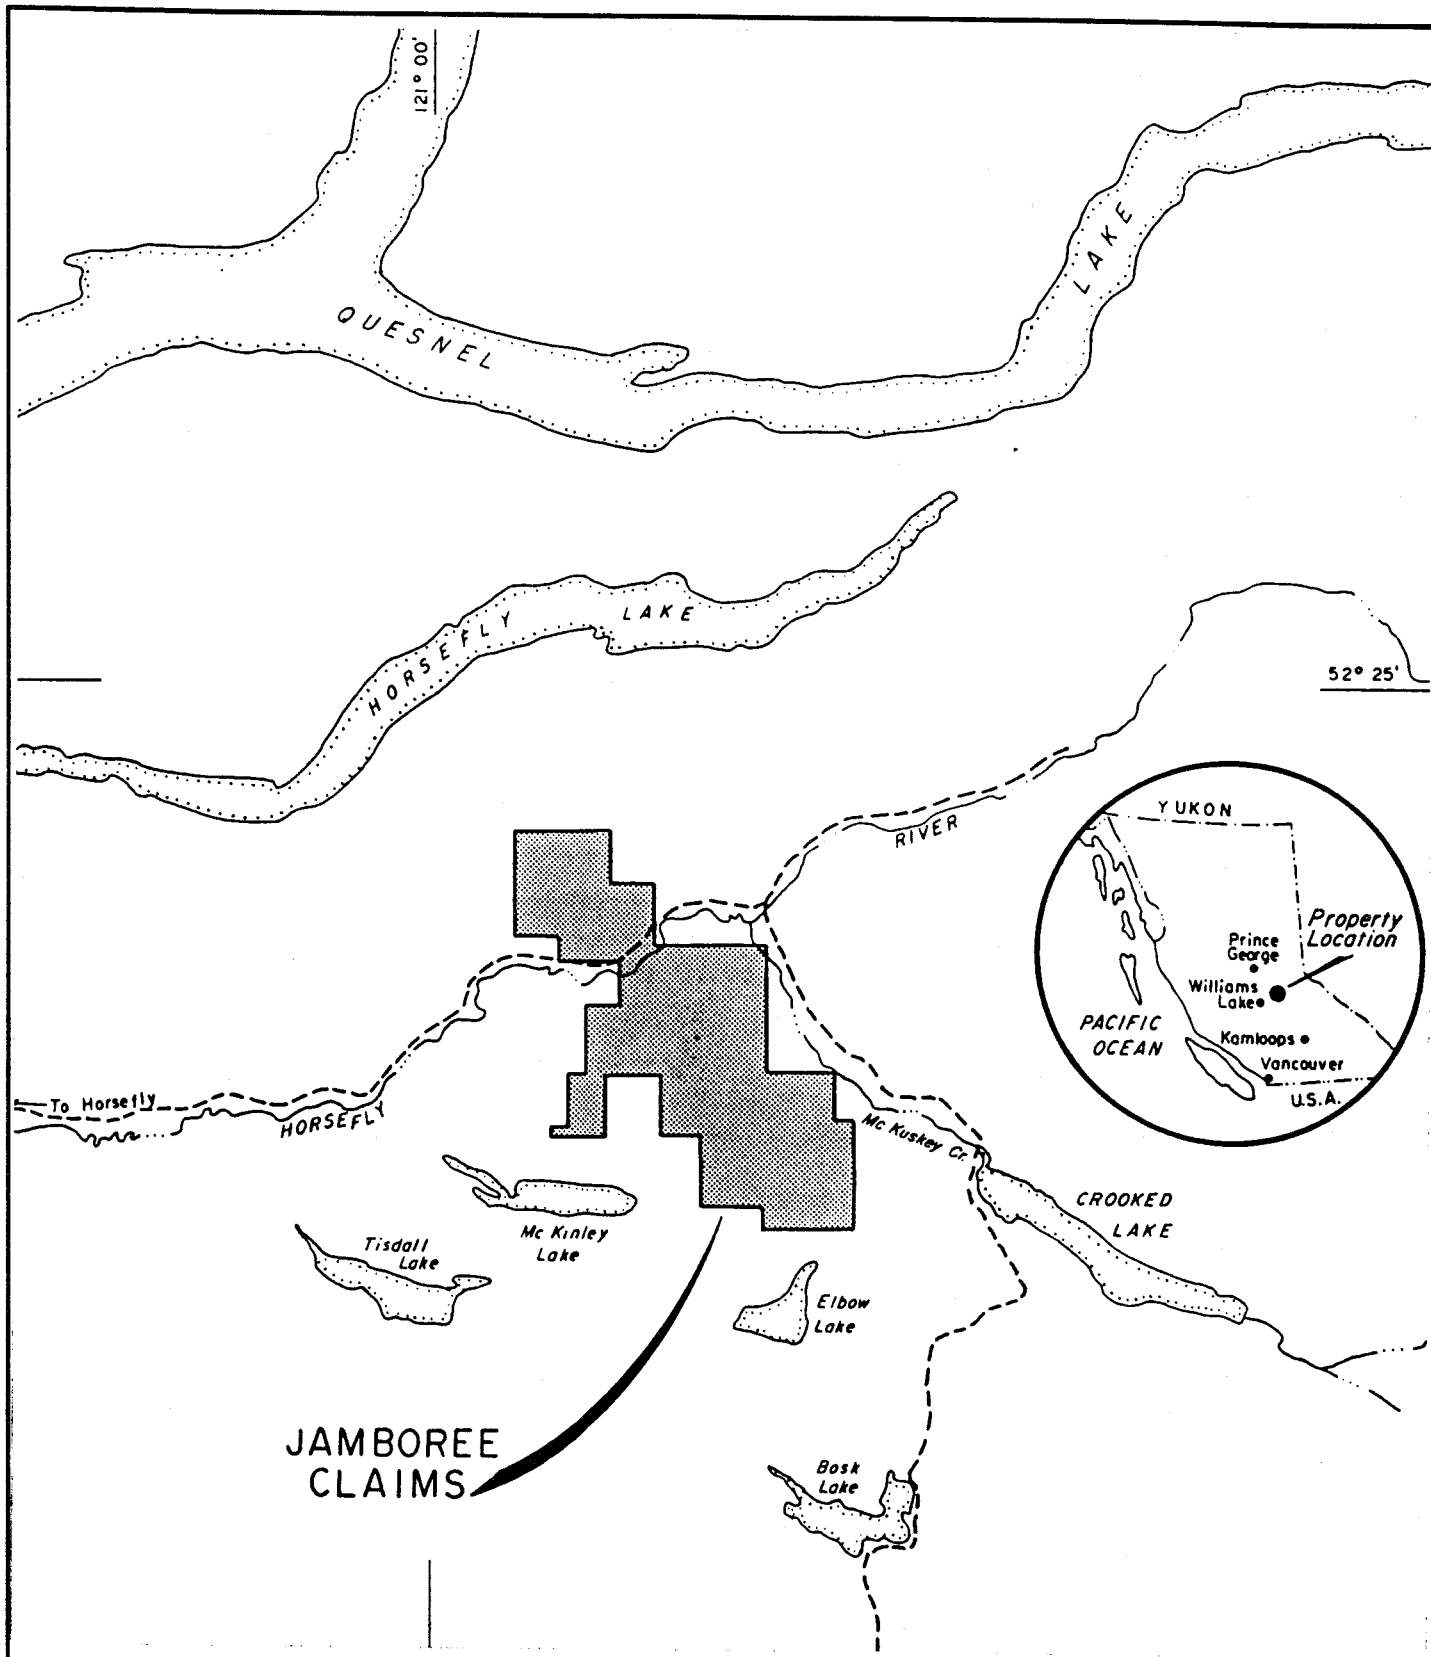 121° 00'
QUESNEL
LAKE
HORSEFLY
LAKE
52° 25'
RIVER
YUKON
Property
Location
Prince
George
Williams
Lake
PACIFIC
OCEAN
Kamloops
Vancouver
U.S.A.
To Horsefly
HORSEFLY
Mc Kuskey Cr.
CROOKED
LAKE
Mc Kinley
Lake
Tisdall
Lake
Elbow
Lake
JAMBOREE
CLAIMS
Bosk
Lake